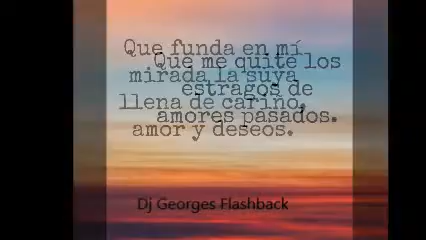 Que funda en mí
Que me quite los
mirada la suya
estragos de
llena de cariño,
amores pasados.
amor y deseos.
Dj Georges Flashback